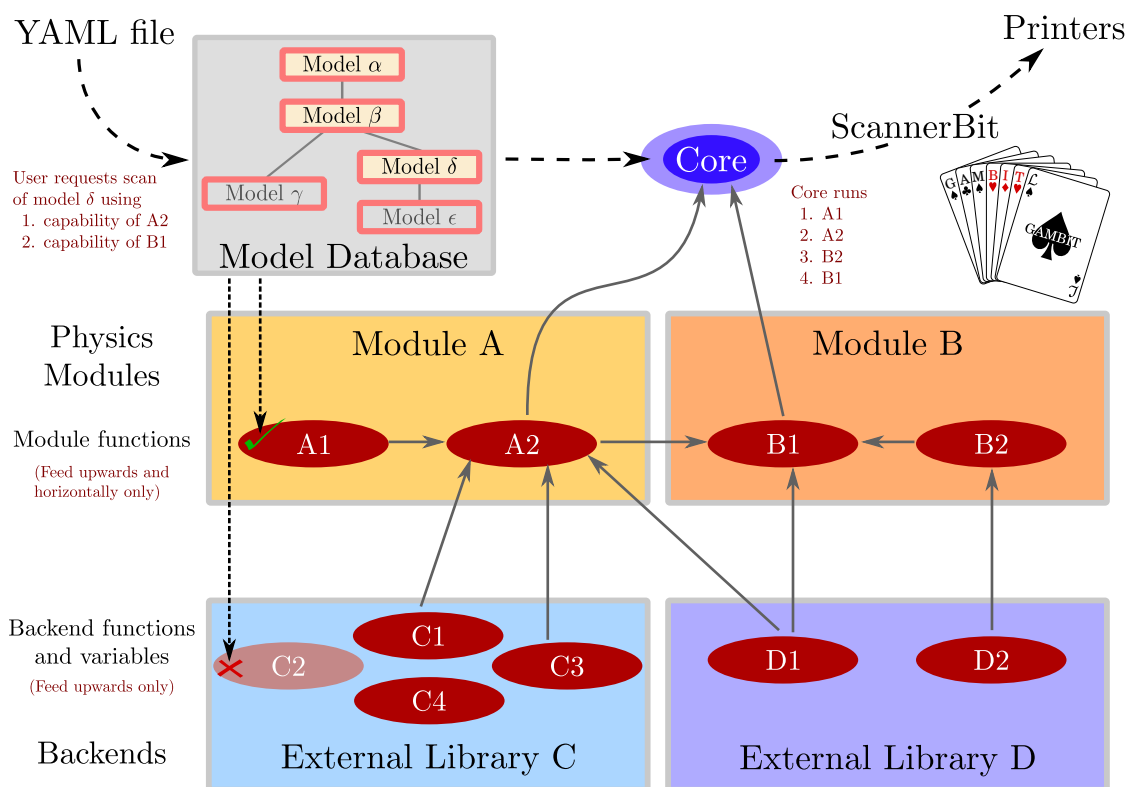 YAML file
Printers
Model α
Model β
Model δ
Model γ
Model ϵ
Model Database
Core
ScannerBit
User requests scan
of model δ using
1. capability of A2
2. capability of B1
Core runs
1. A1
2. A2
3. B2
4. B1
G A M B I T L
GAMBIT
L
Physics
Modules
Module A
Module B
Module functions
(Feed upwards and
horizontally only)
A1
A2
B1
B2
Backend functions
and variables
(Feed upwards only)
C1
C2
C3
C4
D1
D2
Backends
External Library C
External Library D